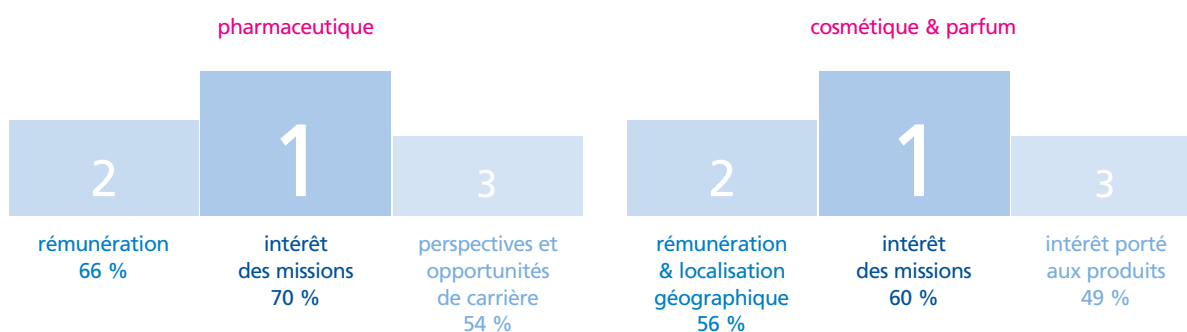 pharmaceutique
2
1
3
rémunération
66 %
intérêt
des missions
70 %
perspectives et
opportunités
de carrière
54 %
cosmétique & parfum
2
1
3
rémunération
& localisation
géographique
56 %
intérêt
des missions
60 %
intérêt porté
aux produits
49 %